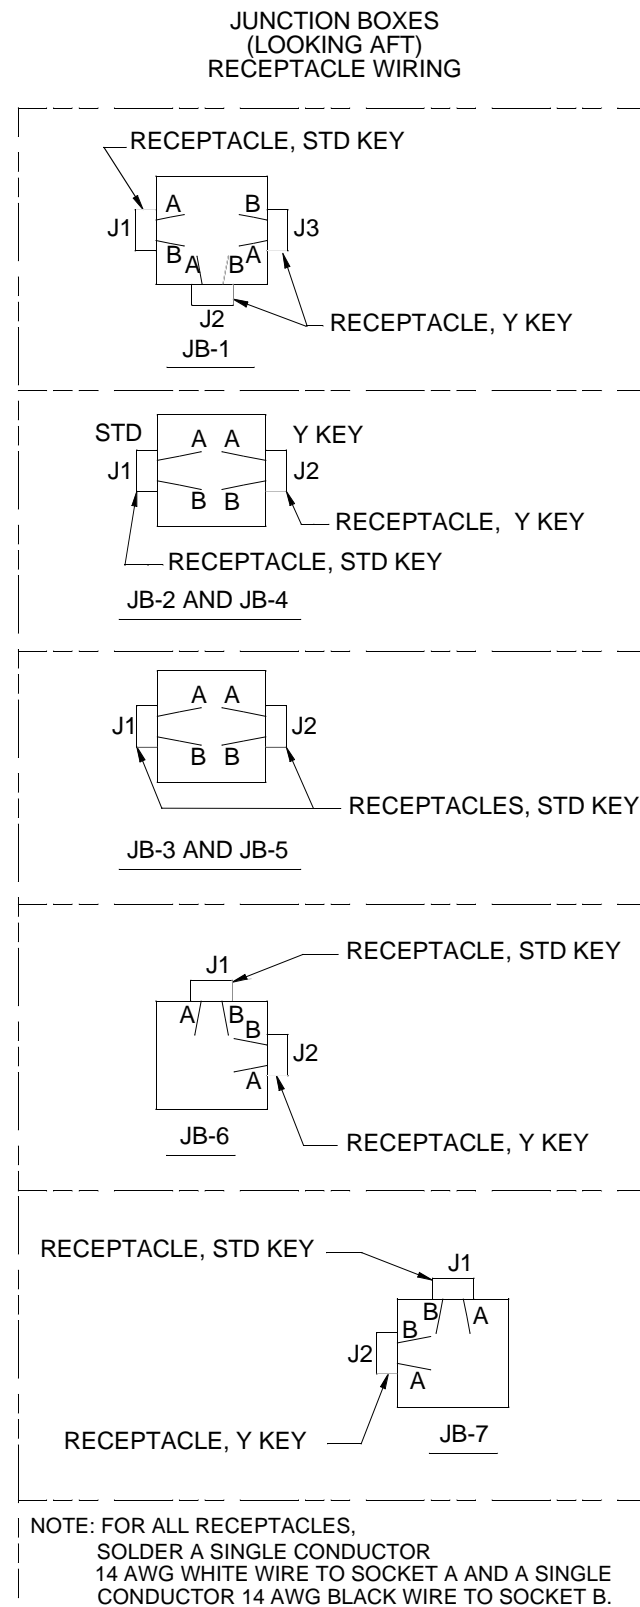 JUNCTION BOXES
(LOOKING AFT)
RECEPTACLE WIRING
RECEPTACLE, STD KEY
A B
J1 J3
B A B A
J2
RECEPTACLE, Y KEY
JB-1
STD A A Y KEY
J1 J2
B B
RECEPTACLE, Y KEY
RECEPTACLE, STD KEY
JB-2 AND JB-4
A A
J1 J2
B B
RECEPTACLES, STD KEY
JB-3 AND JB-5
RECEPTACLE, STD KEY
J1
A B
B
J2
A
JB-6
RECEPTACLE, Y KEY
RECEPTACLE, STD KEY
J1
B A
B
J2
A
RECEPTACLE, Y KEY
JB-7
NOTE: FOR ALL RECEPTACLES,
SOLDER A SINGLE CONDUCTOR
14 AWG WHITE WIRE TO SOCKET A AND A SINGLE
CONDUCTOR 14 AWG BLACK WIRE TO SOCKET B.